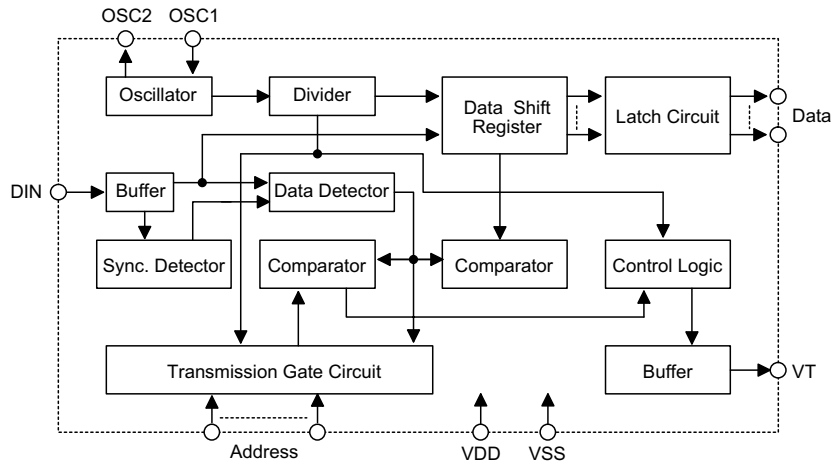 OSC2 OSC1
Oscillator
Divider
Data Shift
Register
Latch Circuit
Data
DIN
Buffer
Data Detector
Sync. Detector
Comparator
Comparator
Control Logic
Transmission Gate Circuit
Buffer
VT
Address
VDD
VSS